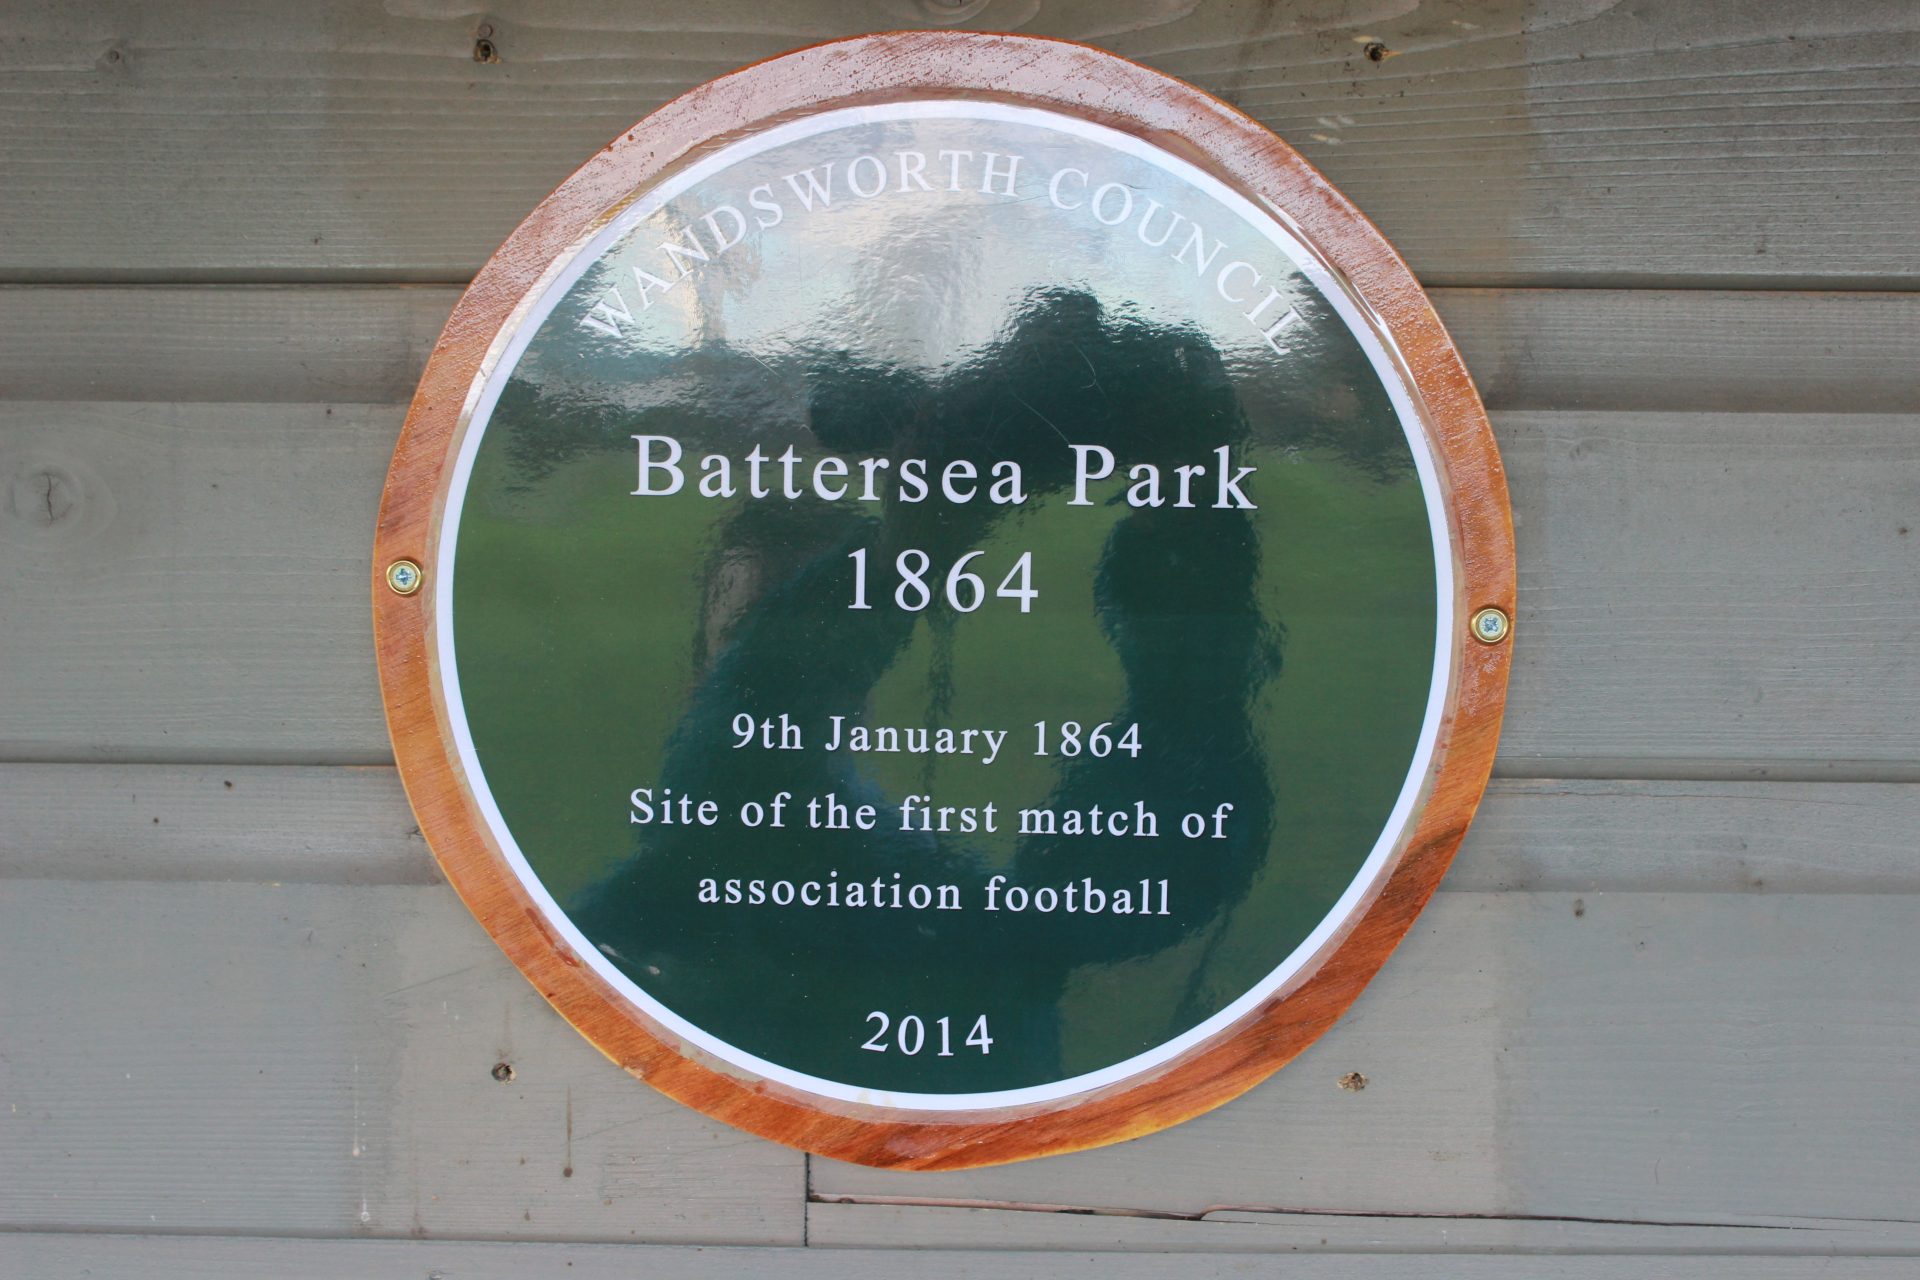 WANDSWORTH COUNCIL
Battersea Park
1864
9th January 1864
Site of the first match of
association football
2014